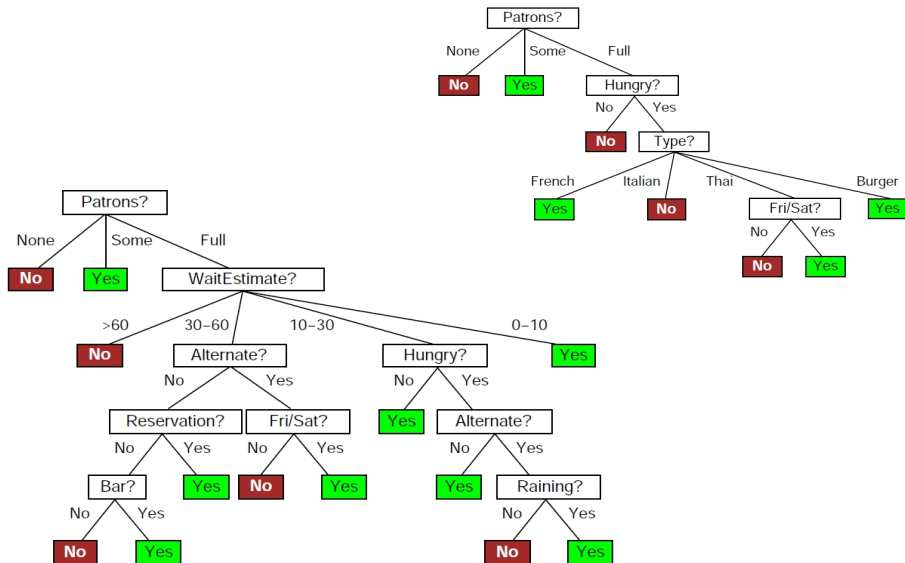 Patrons?
None Some Full
No Yes Hungry?
No Yes
No Type?
French Italian Thai Burger
Yes No Fri/Sat? Yes
No Yes
No Yes
Patrons?
None Some Full
No Yes WaitEstimate?
>60 30–60 10–30 0–10
No Alternate? Hungry? Yes
No Yes No Yes
Reservation? Fri/Sat? Yes Alternate?
No Yes No Yes No Yes
Bar? Yes No Yes Yes Raining?
No Yes No Yes
No Yes No Yes